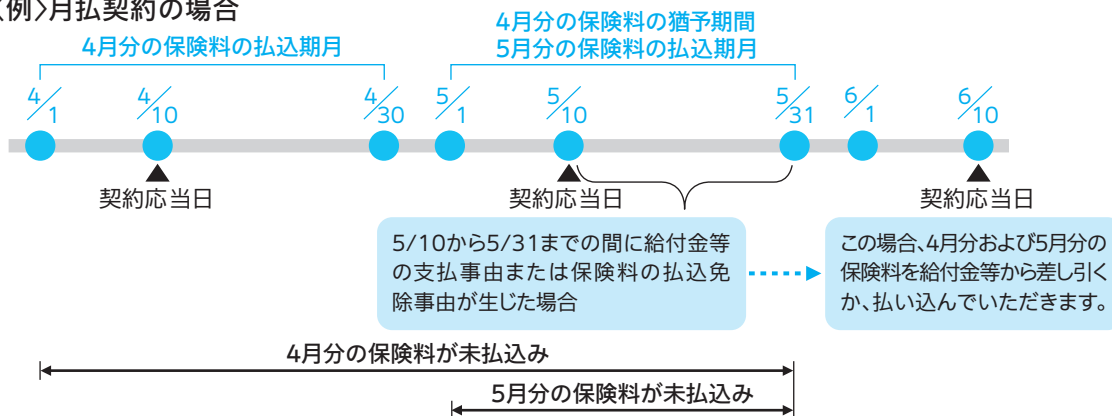 〈例〉月払契約の場合
4月分の保険料の払込期月
4月分の保険料の猶予期間
5月分の保険料の払込期月
4/1 4/10 4/30 5/1 5/10 5/31 6/1 6/10
契約応当日 契約応当日 契約応当日
5/10から5/31までの間に給付金等
の支払事由または保険料の払込免
除事由が生じた場合
この場合、4月分および5月分の
保険料を給付金等から差し引く
か、払い込んでいただきます。
4月分の保険料が未払込み
5月分の保険料が未払込み